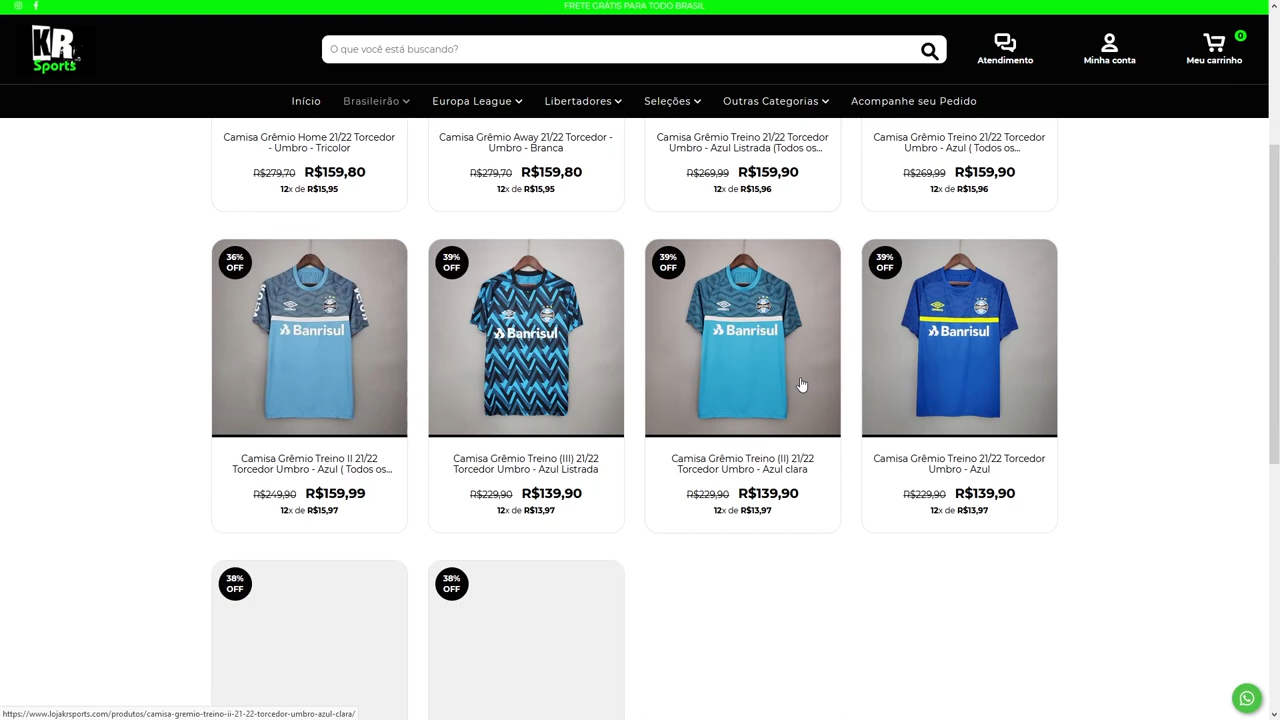 FRETE GRÁTIS PARA TODO BRASIL
KR
Sports
O que você está buscando?
Atendimento
Minha conta
0
Meu carrinho
Início
Brasileirão
Europa League
Libertadores
Seleções
Outras Categorias
Acompanhe seu Pedido
Camisa Grêmio Home 21/22 Torcedor
- Umbro - Tricolor
R$279,70 R$159,80
12x de R$15,95
Camisa Grêmio Away 21/22 Torcedor -
Umbro - Branca
R$279,70 R$159,80
12x de R$15,95
Camisa Grêmio Treino 21/22 Torcedor
Umbro - Azul Listrada (Todos os...
R$269,99 R$159,90
12x de R$15,96
Camisa Grêmio Treino 21/22 Torcedor
Umbro - Azul ( Todos os...
R$269,99 R$159,90
12x de R$15,96
36%
OFF
Banrisul
Camisa Grêmio Treino II 21/22
Torcedor Umbro - Azul ( Todos os...
R$249,90 R$159,99
12x de R$15,97
39%
OFF
Banrisul
Camisa Grêmio Treino (III) 21/22
Torcedor Umbro - Azul Listrada
R$229,90 R$139,90
12x de R$13,97
39%
OFF
Banrisul
Camisa Grêmio Treino (II) 21/22
Torcedor Umbro - Azul clara
R$229,90 R$139,90
12x de R$13,97
39%
OFF
Banrisul
Camisa Grêmio Treino 21/22 Torcedor
Umbro - Azul
R$229,90 R$139,90
12x de R$13,97
38%
OFF
38%
OFF
https://www.lojakrsports.com/produtos/camisa-gremio-treino-ii-21-22-torcedor-umbro-azul-clara/